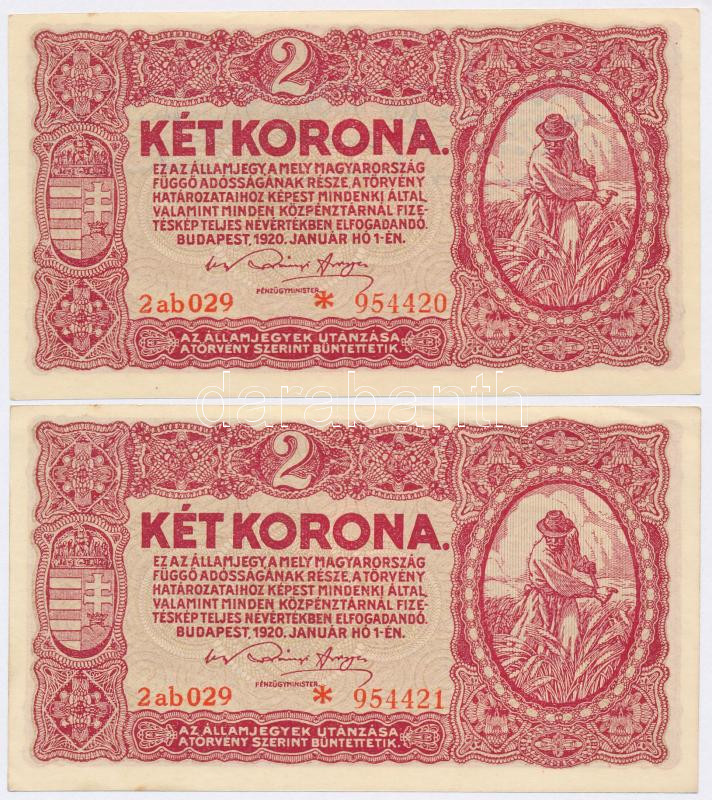 2
KÉT KORONA.
EZ AZ ÁLLAMJEGY, A MELY MAGYARORSZÁG
FÜGGŐ ADÓSSÁGÁNAK RÉSZE, A TÖRVÉNY
HATÁROZATAIHOZ KÉPEST MINDENKI ÁLTAL,
VALAMINT MINDEN KÖZPÉNZTÁRNÁL FIZE-
TÉSKÉP TELJES NÉVÉRTÉKBEN ELFOGADANDÓ.
BUDAPEST, 1920. JANUÁR HÓ 1-ÉN.
PÉNZÜGYMINISTER.
2ab029 * 954420
AZ ÁLLAMJEGYEK UTÁNZÁSA
A TÖRVÉNY SZERINT BÜNTETTETIK.
darabanth
2
KÉT KORONA.
EZ AZ ÁLLAMJEGY, A MELY MAGYARORSZÁG
FÜGGŐ ADÓSSÁGÁNAK RÉSZE, A TÖRVÉNY
HATÁROZATAIHOZ KÉPEST MINDENKI ÁLTAL,
VALAMINT MINDEN KÖZPÉNZTÁRNÁL FIZE-
TÉSKÉP TELJES NÉVÉRTÉKBEN ELFOGADANDÓ.
BUDAPEST, 1920. JANUÁR HÓ 1-ÉN.
PÉNZÜGYMINISTER.
2ab029 * 954421
AZ ÁLLAMJEGYEK UTÁNZÁSA
A TÖRVÉNY SZERINT BÜNTETTETIK.